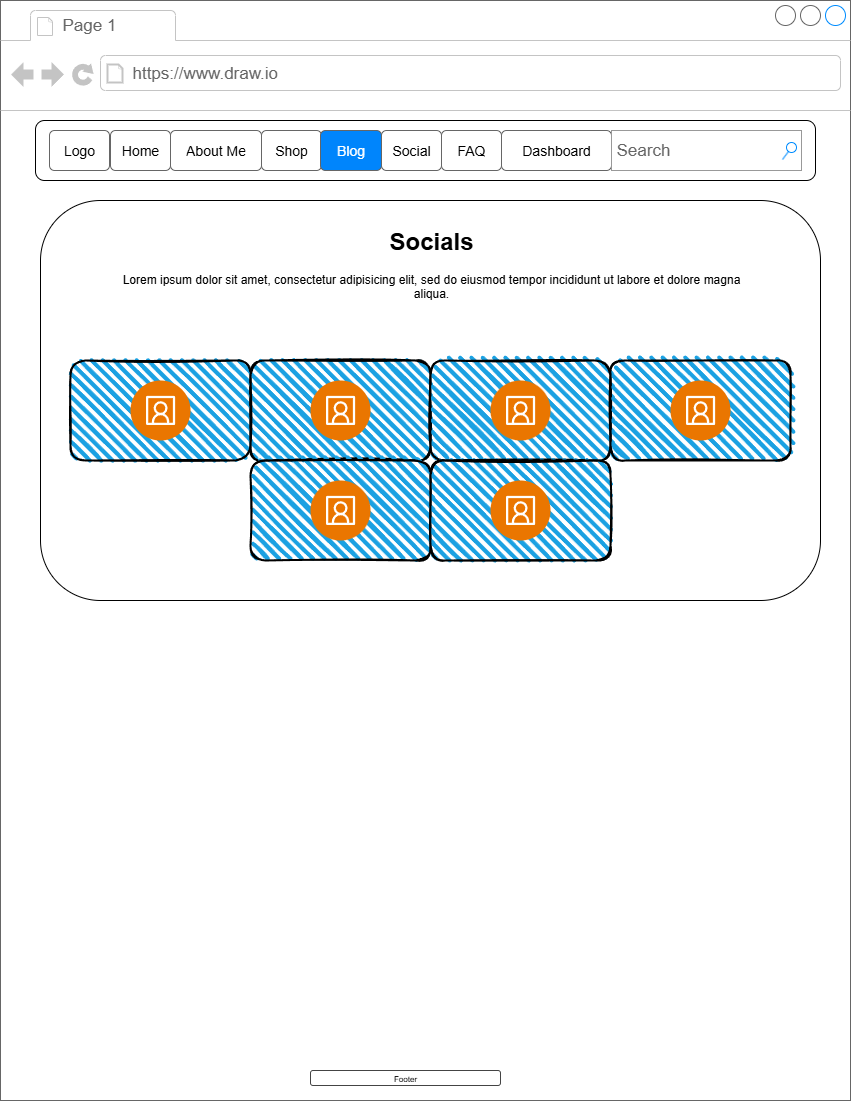 Page 1
https://www.draw.io
Logo Home About Me Shop Blog Social FAQ Dashboard Search
Socials
Lorem ipsum dolor sit amet, consectetur adipisicing elit, sed do eiusmod tempor incididunt ut labore et dolore magna
aliqua.
Footer